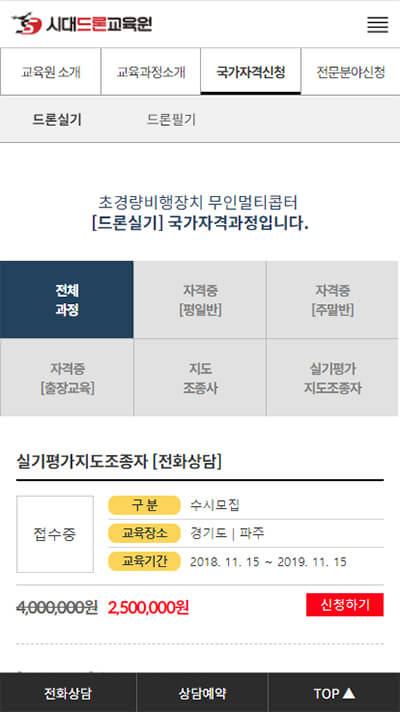 시대드론교육원
교육원 소개
교육과정소개
국가자격신청
전문분야신청
드론실기
드론필기
초경량비행장치 무인멀티콥터
[드론실기] 국가자격과정입니다.
전체
과정
자격증
[평일반]
자격증
[주말반]
자격증
[출장교육]
지도
조종사
실기평가
지도조종자
실기평가지도조종자 [전화상담]
접수중
구 분
수시모집
교육장소
경기도 | 파주
교육기간
2018. 11. 15 ~ 2019. 11. 15
4,000,000원 2,500,000원
신청하기
전화상담
상담예약
TOP ▲